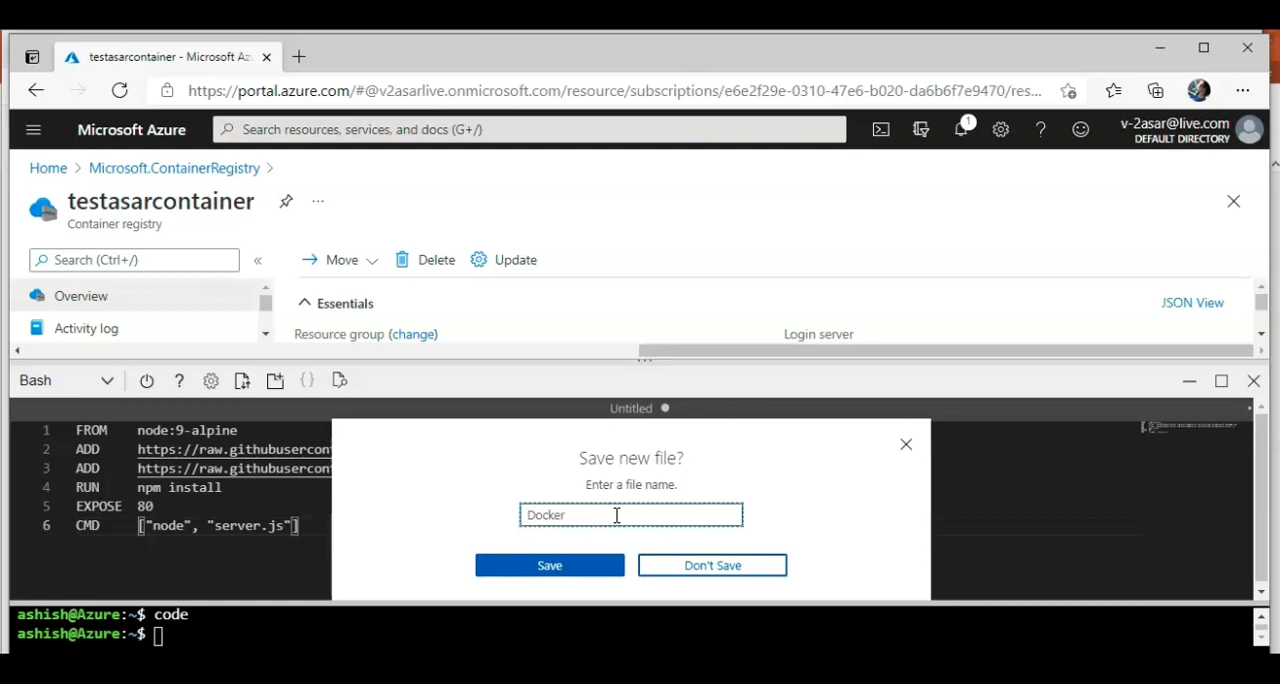 testasarcontainer - Microsoft Az
https://portal.azure.com/#@v2asarlive.onmicrosoft.com/resource/subscriptions/e6e2f29e-0310-47e6-b020-da6b6f7e9470/res...
Microsoft Azure
Search resources, services, and docs (G+/)
1
v-2asar@live.com
DEFAULT DIRECTORY
Home > Microsoft.ContainerRegistry >
testasarcontainer
Container registry
Search (Ctrl+/)
Move
Delete
Update
Overview
Essentials
JSON View
Activity log
Resource group (change)
Login server
Bash
Untitled
1 FROM node:9-alpine
2 ADD https://raw.githubusercon
3 ADD https://raw.githubusercon
4 RUN npm install
5 EXPOSE 80
6 CMD ["node", "server.js"]
Save new file?
Enter a file name.
Docker
Save
Don't Save
ashish@Azure:~$ code
ashish@Azure:~$